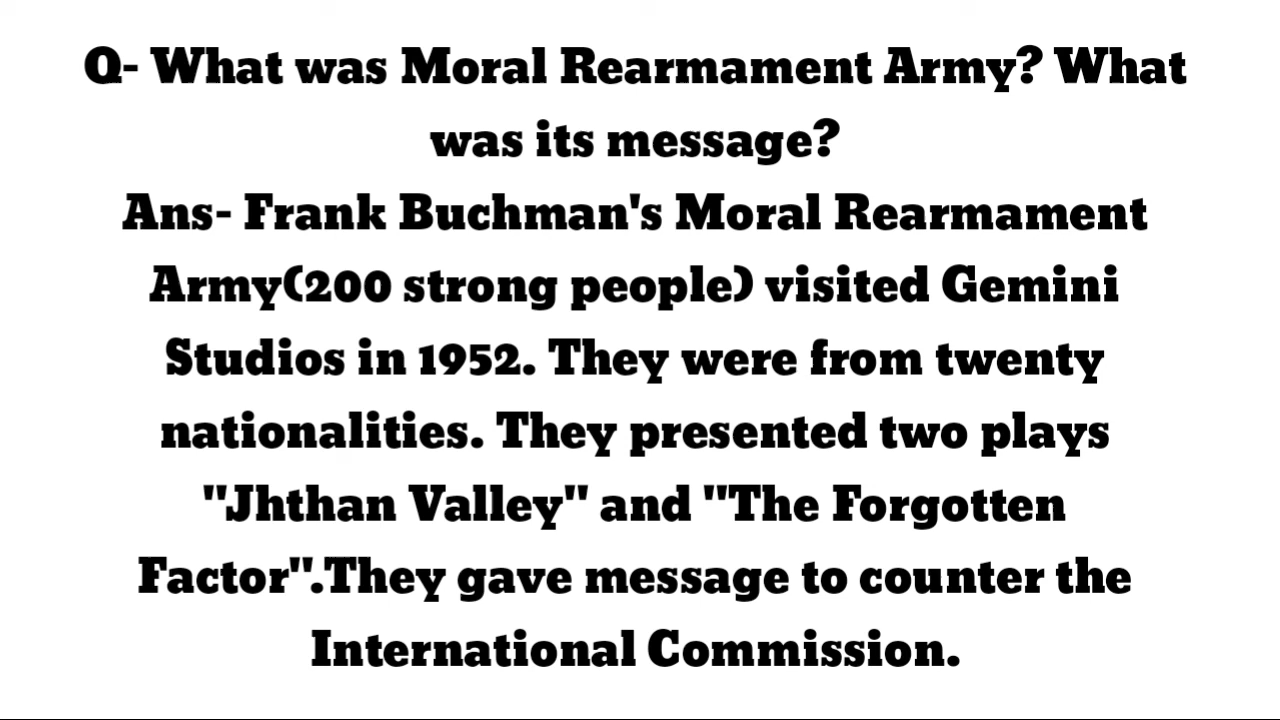 Q- What was Moral Rearmament Army? What
was its message?
Ans- Frank Buchman's Moral Rearmament
Army(200 strong people) visited Gemini
Studios in 1952. They were from twenty
nationalities. They presented two plays
"Jhthan Valley" and "The Forgotten
Factor".They gave message to counter the
International Commission.